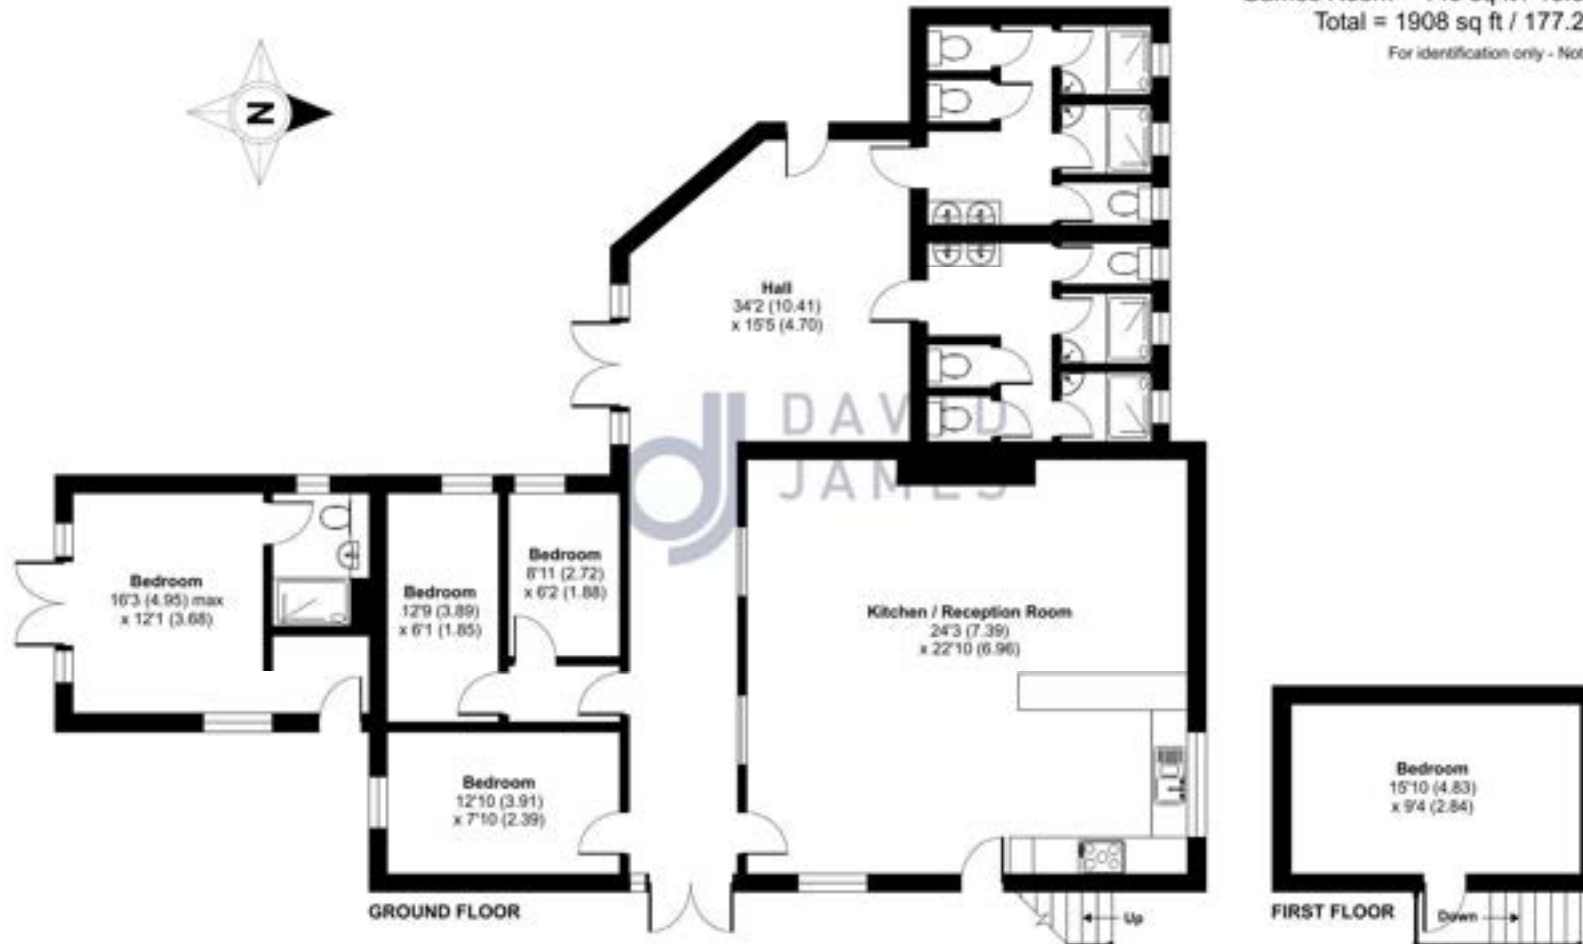 Total = 1908 sq ft / 177.2
For identification only - Not
N
Hall
34'2 (10.41)
x 15'5 (4.70)
DAVID
JAMES
Bedroom
16'3 (4.95) max
x 12'1 (3.68)
Bedroom
12'9 (3.89)
x 6'1 (1.85)
Bedroom
8'11 (2.72)
x 6'2 (1.88)
Kitchen / Reception Room
24'3 (7.39)
x 22'10 (6.96)
Bedroom
12'10 (3.91)
x 7'10 (2.39)
Bedroom
15'10 (4.83)
x 9'4 (2.84)
GROUND FLOOR
Up
FIRST FLOOR
Down